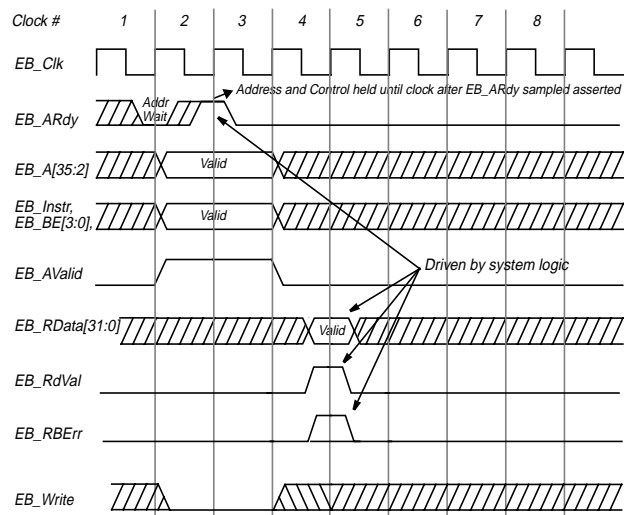 Clock # 1 2 3 4 5 6 7 8
EB_Clk
Address and Control held until clock after EB_ARdy sampled asserted
Addr
Wait
EB_ARdy
EB_A[35:2]
Valid
EB_Instr,
EB_BE[3:0],
Valid
EB_AValid
Driven by system logic
EB_RData[31:0]
Valid
EB_RdVal
EB_RBErr
EB_Write